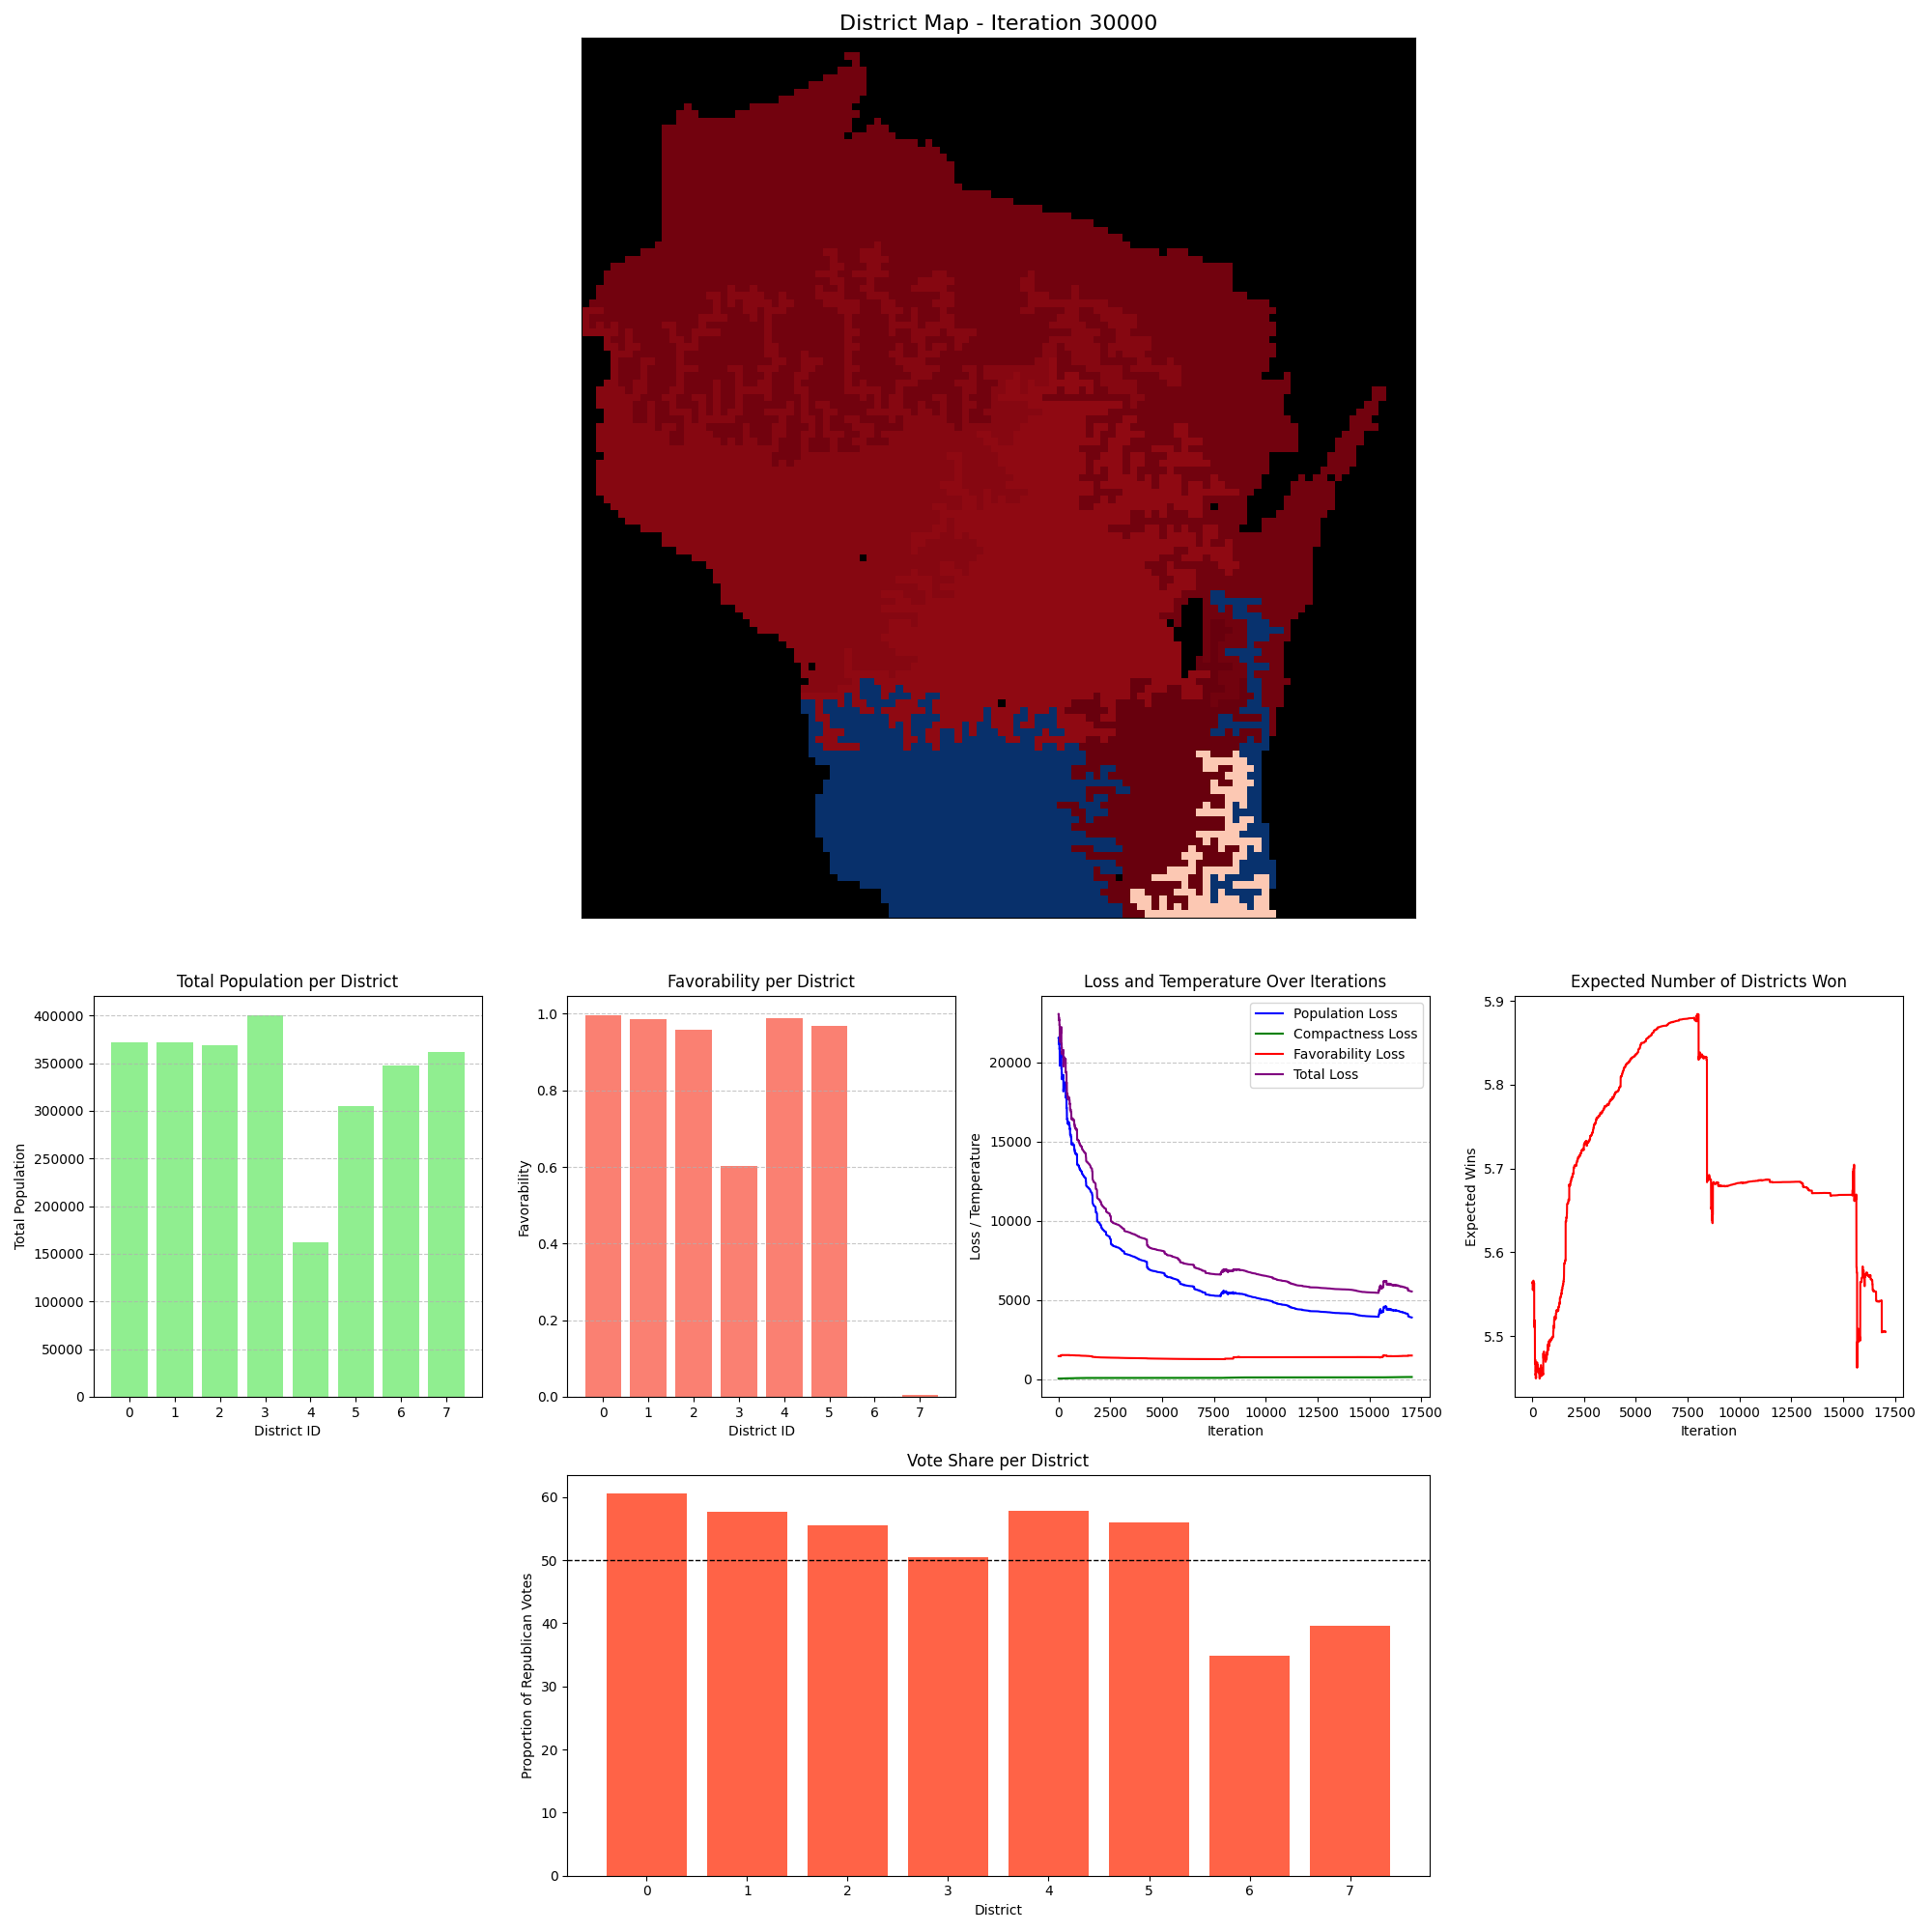 District Map - Iteration 30000
Total Population per District
Total Population
400000
350000
300000
250000
200000
150000
100000
50000
0
0 1 2 3 4 5 6 7
District ID
Favorability per District
Favorability
1.0
0.8
0.6
0.4
0.2
0.0
0 1 2 3 4 5 6 7
District ID
Loss and Temperature Over Iterations
Loss / Temperature
20000
15000
10000
5000
0
Population Loss
Compactness Loss
Favorability Loss
Total Loss
0 2500 5000 7500 10000 12500 15000 17500
Iteration
Expected Number of Districts Won
Expected Wins
5.9
5.8
5.7
5.6
5.5
0 2500 5000 7500 10000 12500 15000 17500
Iteration
Vote Share per District
Proportion of Republican Votes
60
50
40
30
20
10
0
0 1 2 3 4 5 6 7
District